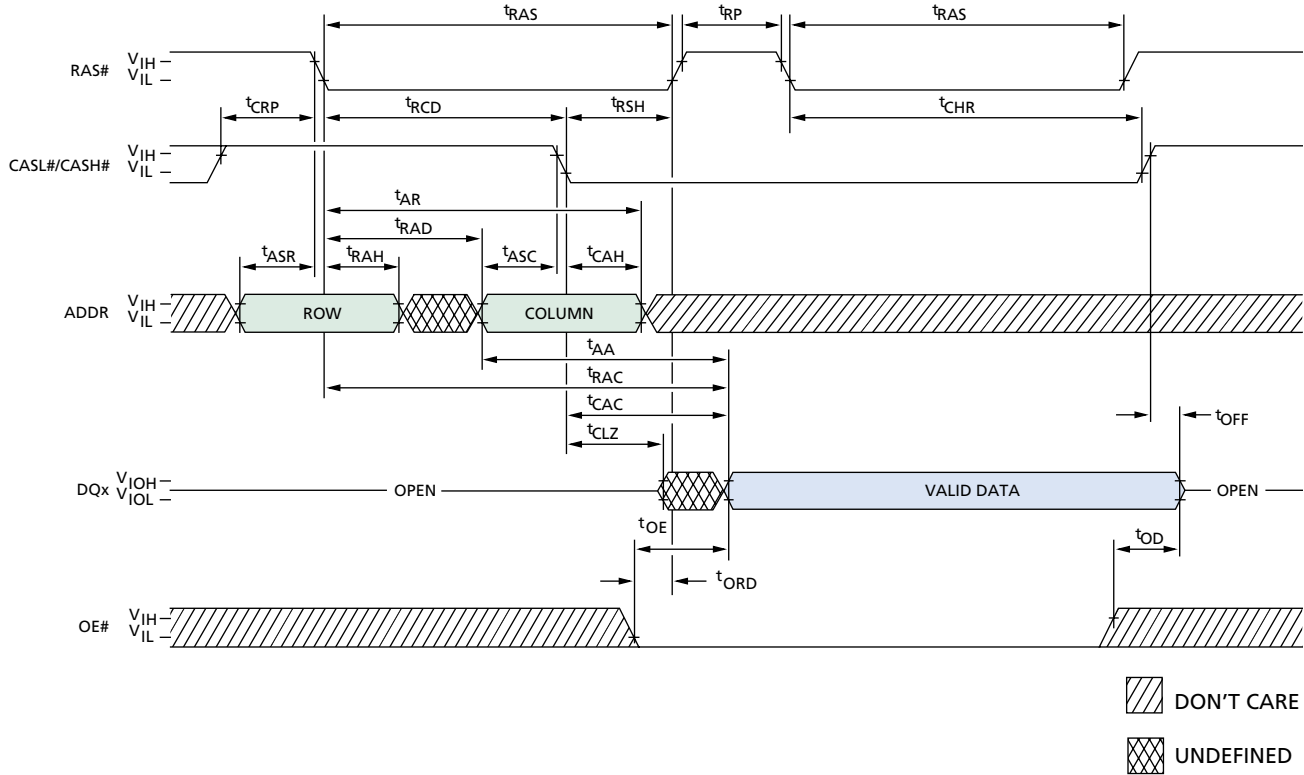 tRAS tRP tRAS
RAS# VIH VIL
tCRP tRCD tRSH tCHR
CASL#/CASH# VIH VIL
tAR
tRAD
tASR tRAH tASC tCAH
ADDR VIH VIL ROW COLUMN
tAA
tRAC
tCAC
tOFF
tCLZ
DQx VIOH VIOL OPEN VALID DATA OPEN
tOE tOD
tORD
OE# VIH VIL
DON'T CARE
UNDEFINED